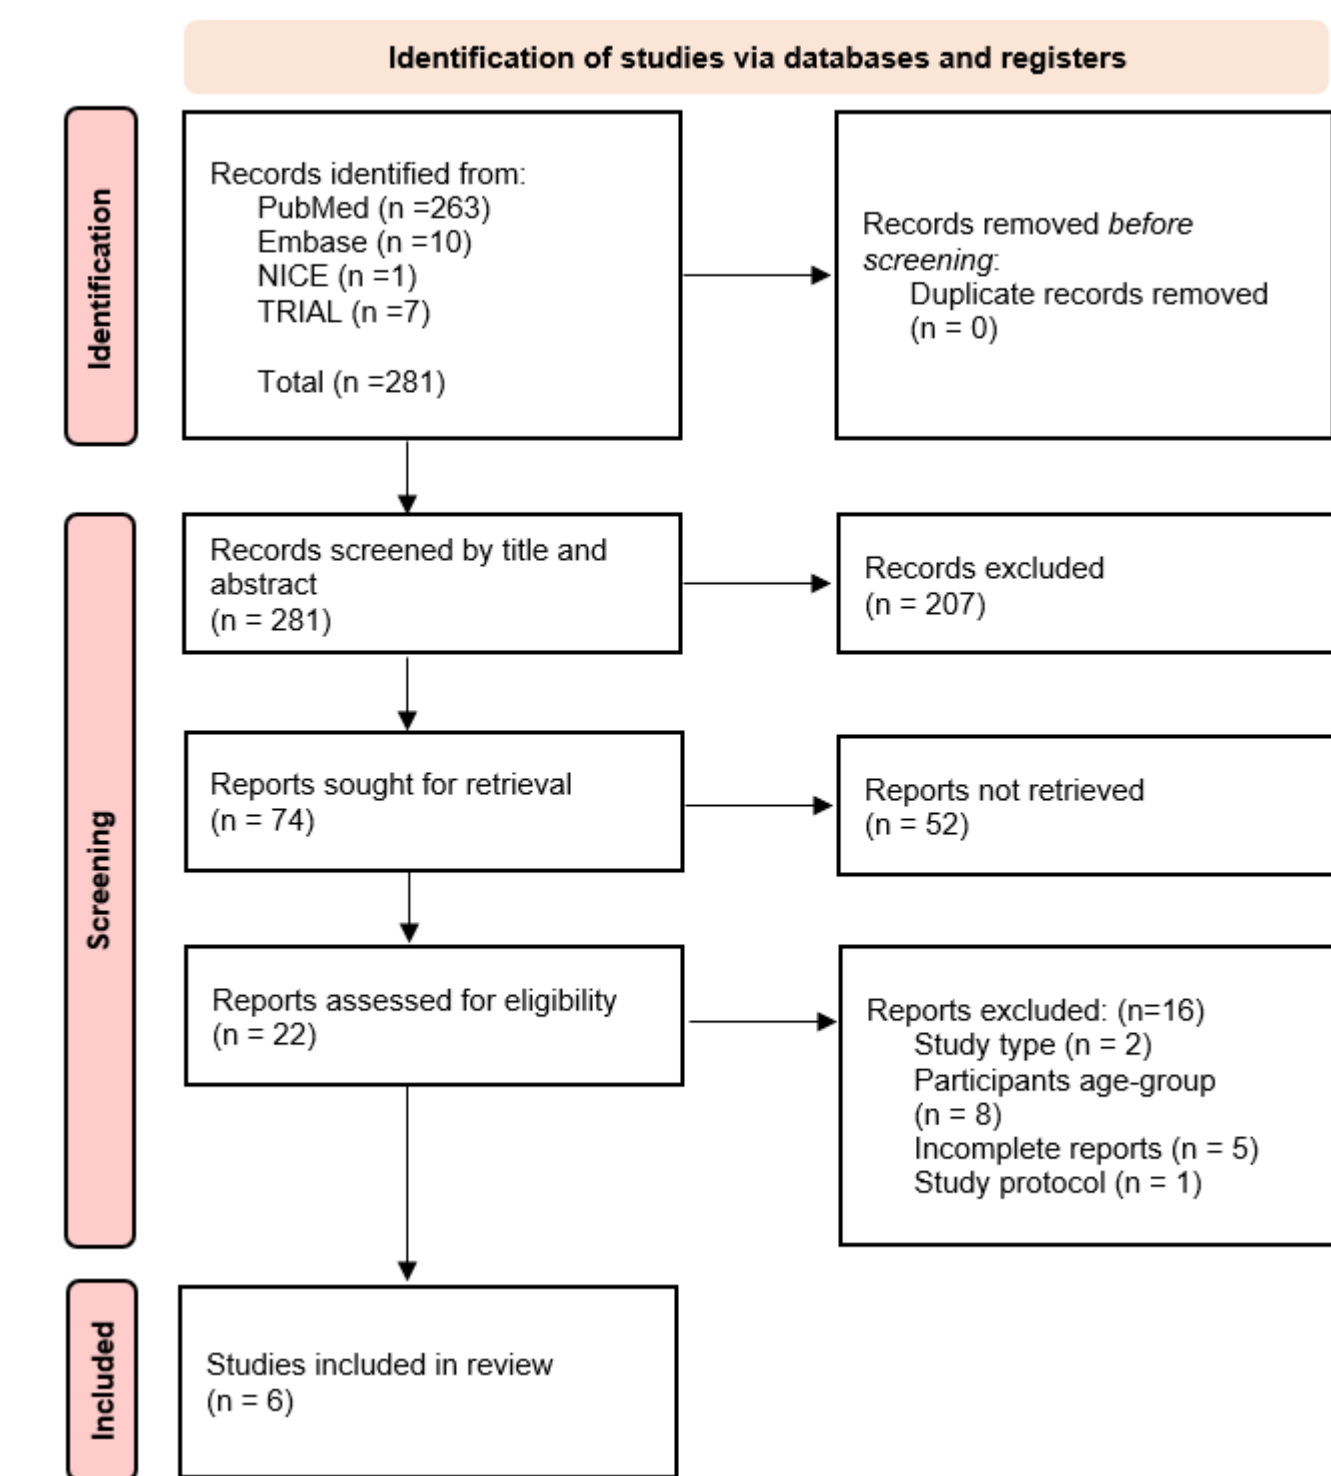 Identification of studies via databases and registers
Identification
Records identified from:
PubMed (n =263)
Embase (n =10)
NICE (n =1)
TRIAL (n =7)
Total (n =281)
Records removed before
screening:
Duplicate records removed
(n = 0)
Screening
Records screened by title and
abstract
(n = 281)
Records excluded
(n = 207)
Reports sought for retrieval
(n = 74)
Reports not retrieved
(n = 52)
Reports assessed for eligibility
(n = 22)
Reports excluded: (n=16)
Study type (n = 2)
Participants age-group
(n = 8)
Incomplete reports (n = 5)
Study protocol (n = 1)
Included
Studies included in review
(n = 6)